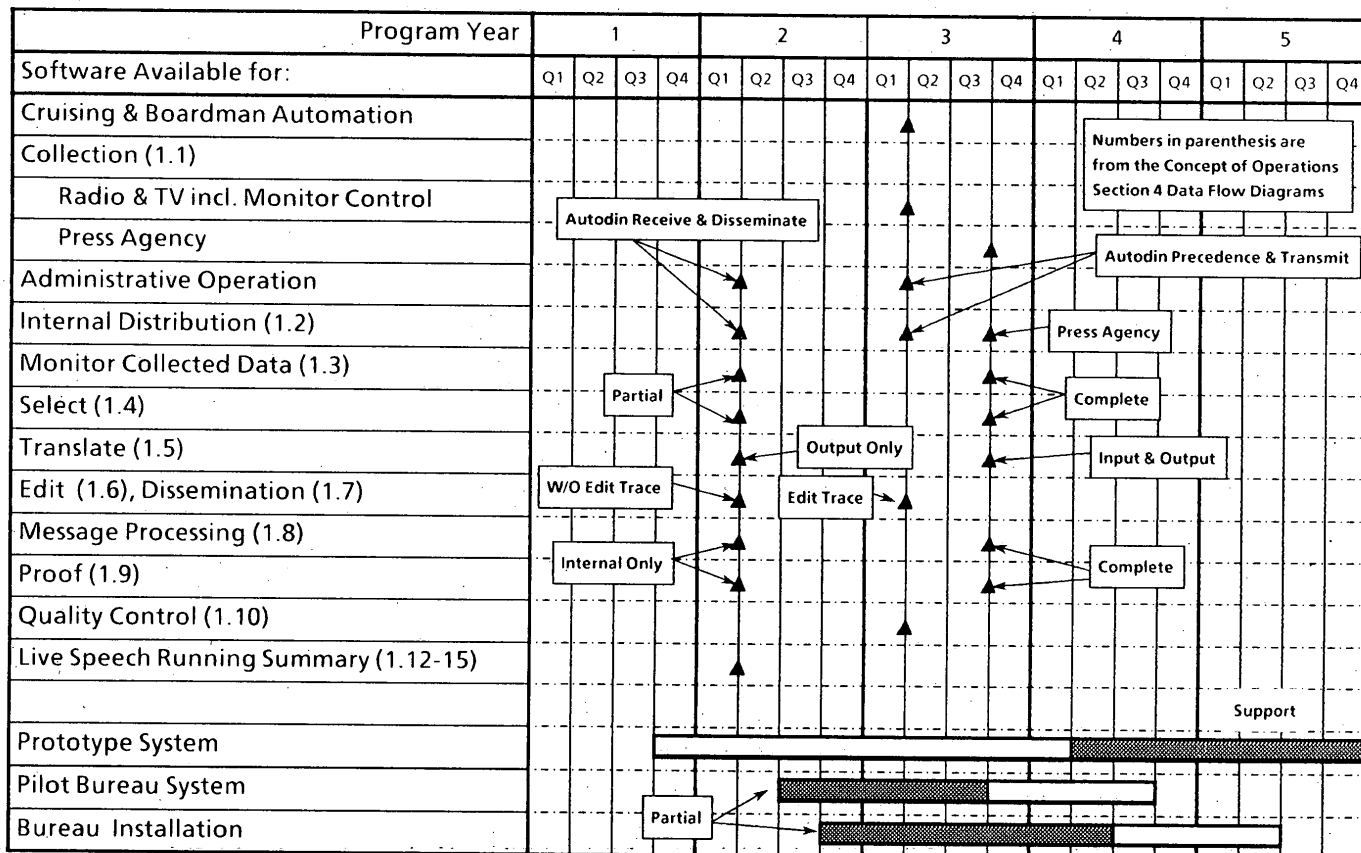 Program Year 1 2 3 4 5
Software Available for: Q1 Q2 Q3 Q4 Q1 Q2 Q3 Q4 Q1 Q2 Q3 Q4 Q1 Q2 Q3 Q4 Q1 Q2 Q3 Q4
Cruising & Boardman Automation
Numbers in parenthesis are
from the Concept of Operations
Section 4 Data Flow Diagrams
Collection (1.1)
Radio & TV incl. Monitor Control
Autodin Receive & Disseminate
Press Agency
Autodin Precedence & Transmit
Administrative Operation
Internal Distribution (1.2)
Press Agency
Monitor Collected Data (1.3)
Partial
Complete
Select (1.4)
Translate (1.5)
Output Only
Input & Output
Edit (1.6), Dissemination (1.7)
W/O Edit Trace
Edit Trace
Message Processing (1.8)
Internal Only
Complete
Proof (1.9)
Quality Control (1.10)
Live Speech Running Summary (1.12-15)
Support
Prototype System
Pilot Bureau System
Partial
Bureau Installation